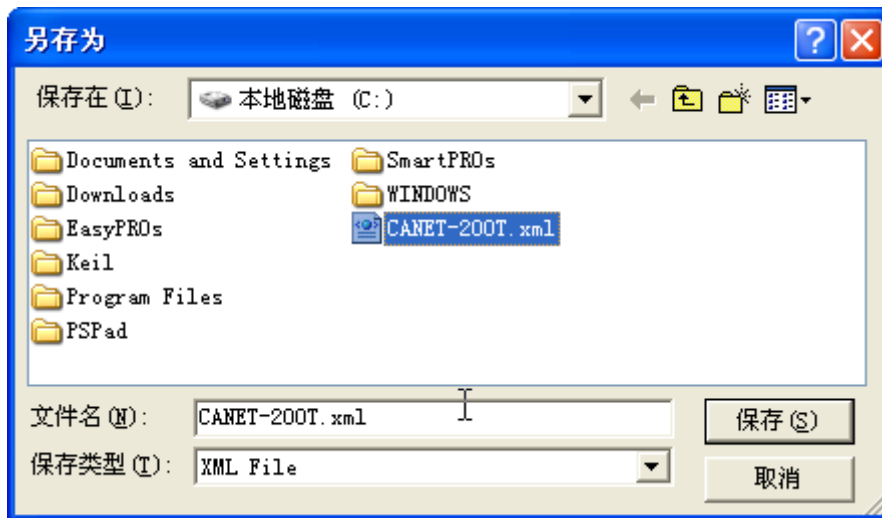 另存为
保存在(I): 本地磁盘 (C:)
Documents and Settings
Downloads
EasyPROs
Keil
Program Files
PSPad
SmartPROs
WINDOWS
CANET-200T.xml
文件名(N): CANET-200T.xml 保存(S)
保存类型(T): XML File 取消